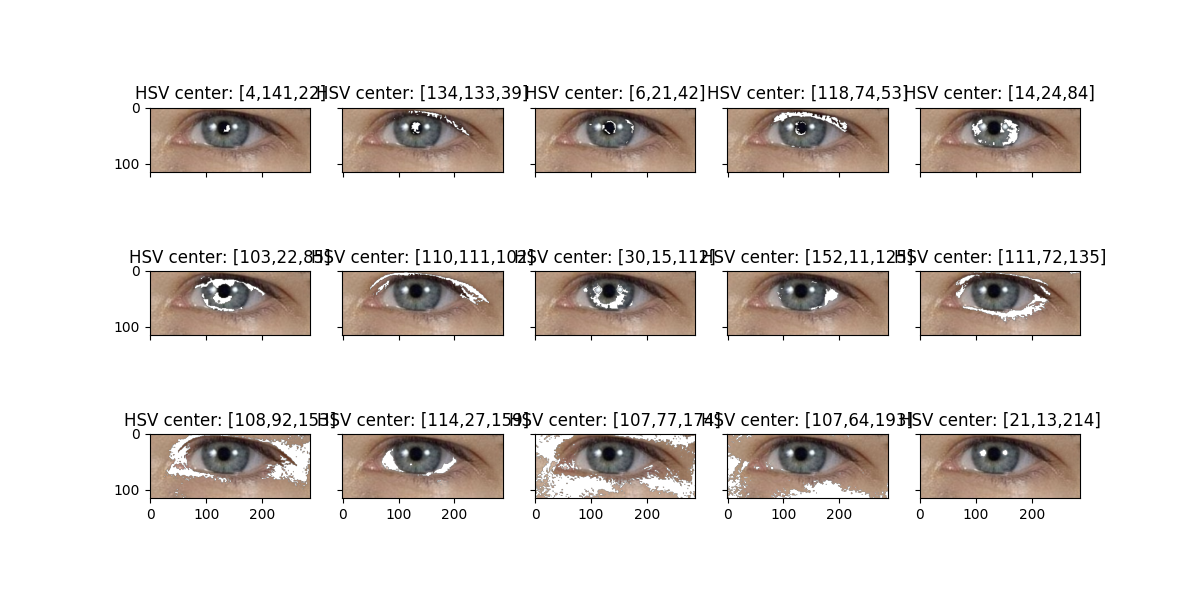 HSV center: [4,141,22] HSV center: [134,133,39] HSV center: [6,21,42] HSV center: [118,74,53] HSV center: [14,24,84]
0
100
HSV center: [103,22,85] HSV center: [110,111,102] HSV center: [30,15,112] HSV center: [152,11,125] HSV center: [111,72,135]
0
100
HSV center: [108,92,153] HSV center: [114,27,159] HSV center: [107,77,174] HSV center: [107,64,193] HSV center: [21,13,214]
0
100
0 100 200 0 100 200 0 100 200 0 100 200 0 100 200